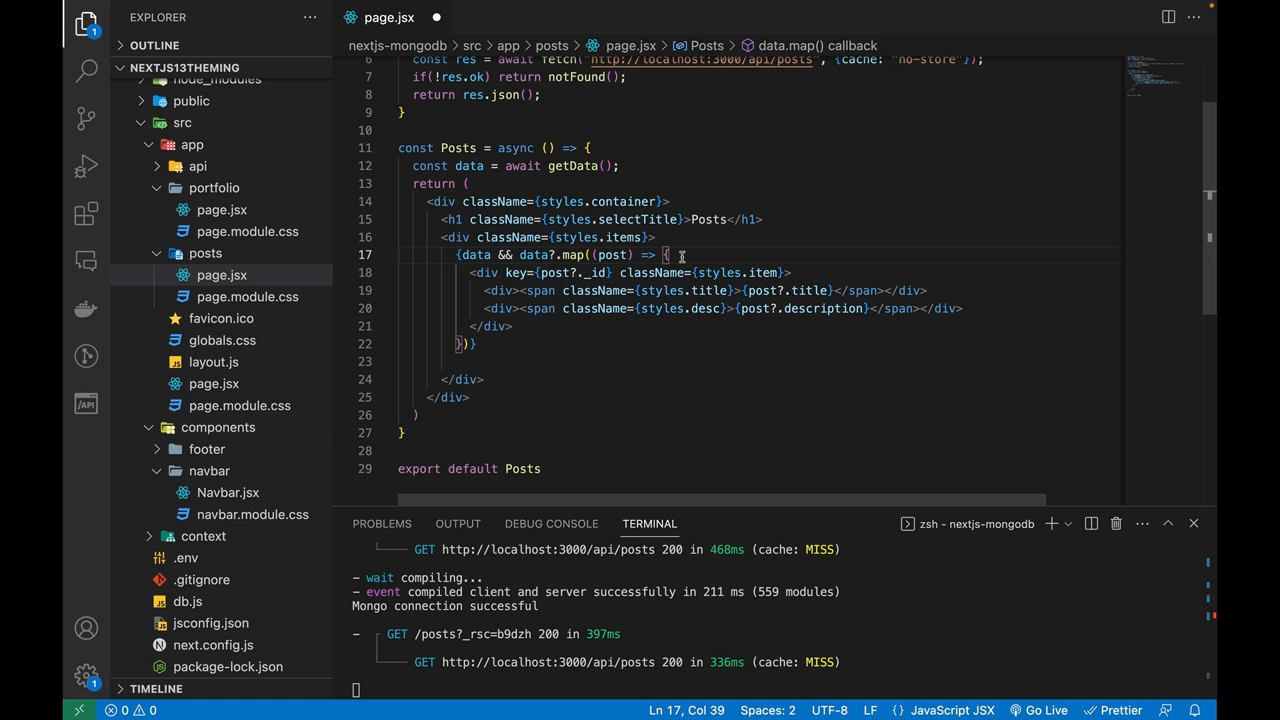 EXPLORER
OUTLINE
NEXTJS13THEMING
node_modules
public
src
app
api
portfolio
page.jsx
page.module.css
posts
page.jsx
page.module.css
favicon.ico
globals.css
layout.js
page.jsx
page.module.css
components
footer
navbar
Navbar.jsx
navbar.module.css
context
.env
.gitignore
db.js
jsconfig.json
next.config.js
package-lock.json
TIMELINE
1
/API
1
page.jsx
nextjs-mongodb > src > app > posts > page.jsx > Posts > data.map() callback
6 const res = await fetch("http://localhost:3000/api/posts", {cache: "no-store"});
7 if(!res.ok) return notFound();
8 return res.json();
9 }
10
11 const Posts = async () => {
12 const data = await getData();
13 return (
14 <div className={styles.container}>
15 <h1 className={styles.selectTitle}>Posts</h1>
16 <div className={styles.items}>
17 {data && data?.map((post) => {
18 <div key={post?._id} className={styles.item}>
19 <div><span className={styles.title}>{post?.title}</span></div>
20 <div><span className={styles.desc}>{post?.description}</span></div>
21 </div>
22 })}
23
24 </div>
25 </div>
26 )
27 }
28
29 export default Posts
PROBLEMS OUTPUT DEBUG CONSOLE TERMINAL zsh - nextjs-mongodb
GET http://localhost:3000/api/posts 200 in 468ms (cache: MISS)
- wait compiling...
- event compiled client and server successfully in 211 ms (559 modules)
Mongo connection successful
- GET /posts?_rsc=b9dzh 200 in 397ms
GET http://localhost:3000/api/posts 200 in 336ms (cache: MISS)
0 0 Ln 17, Col 39 Spaces: 2 UTF-8 LF {} JavaScript JSX Go Live Prettier